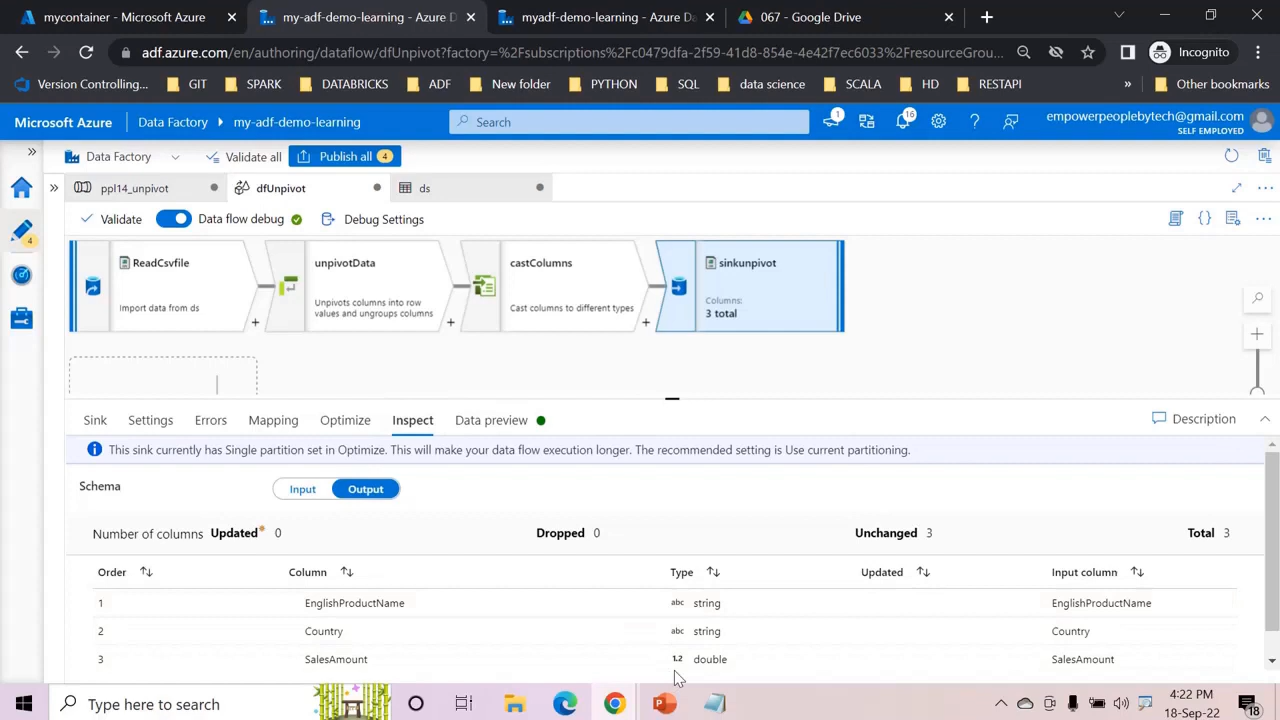 mycontainer - Microsoft Azure
my-adf-demo-learning - Azure D
myadf-demo-learning - Azure Da
067 - Google Drive
adf.azure.com/en/authoring/dataflow/dfUnpivot?factory=%2Fsubscriptions%2Fc0479dfa-2f59-41d8-854e-4e42f7ec6033%2FresourceGrou...
Incognito
Version Controlling...
GIT
SPARK
DATABRICKS
ADF
New folder
PYTHON
SQL
data science
SCALA
HD
RESTAPI
»
Other bookmarks
Microsoft Azure
Data Factory
my-adf-demo-learning
Search
1
16
empowerpeoplebytech@gmail.com
SELF EMPLOYED
Data Factory
Validate all
Publish all 4
4
ppl14_unpivot
dfUnpivot
ds
Validate
Data flow debug
Debug Settings
ReadCsvfile
Import data from ds
unpivotData
Unpivots columns into row
values and ungroups columns
castColumns
Cast columns to different types
sinkunpivot
Columns:
3 total
Sink
Settings
Errors
Mapping
Optimize
Inspect
Data preview
Description
This sink currently has Single partition set in Optimize. This will make your data flow execution longer. The recommended setting is Use current partitioning.
Schema
Input
Output
Number of columns Updated* 0
Dropped 0
Unchanged 3
Total 3
Order
Column
Type
Updated
Input column
1 EnglishProductName abc string EnglishProductName
2 Country abc string Country
3 SalesAmount 1.2 double SalesAmount
Type here to search
4:22 PM
18-Sep-22
18